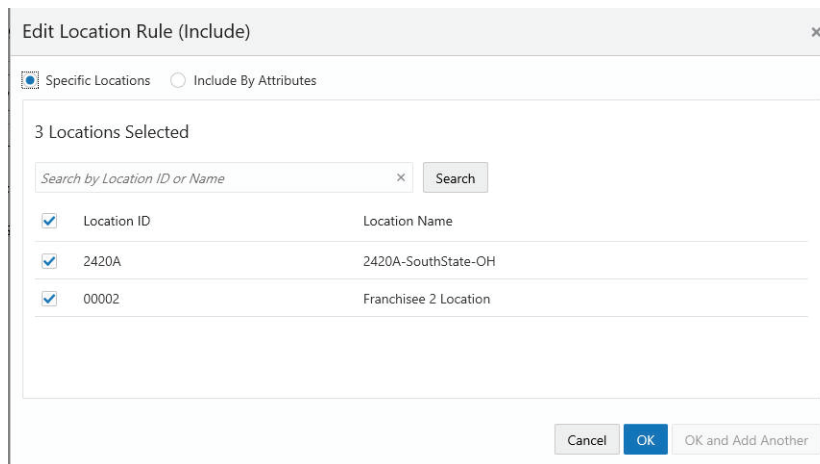 Edit Location Rule (Include)
Specific Locations Include By Attributes
3 Locations Selected
Search by Location ID or Name × Search
Location ID Location Name
2420A 2420A-SouthState-OH
00002 Franchisee 2 Location
Cancel OK OK and Add Another